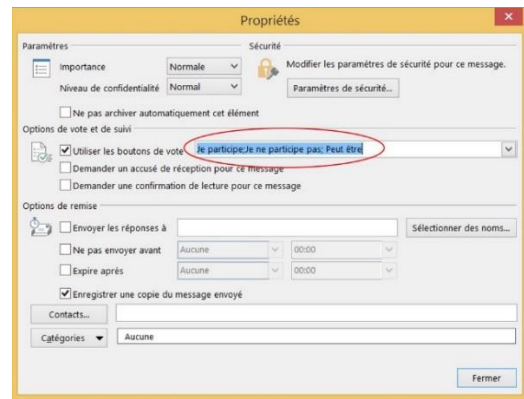 Propriétés
Paramètres
Sécurité
Importance Normale
Modifier les paramètres de sécurité pour ce message.
Niveau de confidentialité Normal
Paramètres de sécurité...
Ne pas archiver automatiquement cet élément
Options de vote et de suivi
Utiliser les boutons de vote Je participe;Je ne participe pas; Peut être
Demander un accusé de réception pour ce message
Demander une confirmation de lecture pour ce message
Options de remise
Envoyer les réponses à
Sélectionner des noms...
Ne pas envoyer avant Aucune 00:00
Expire après Aucune 00:00
Enregistrer une copie du message envoyé
Contacts...
Catégories Aucune
Fermer